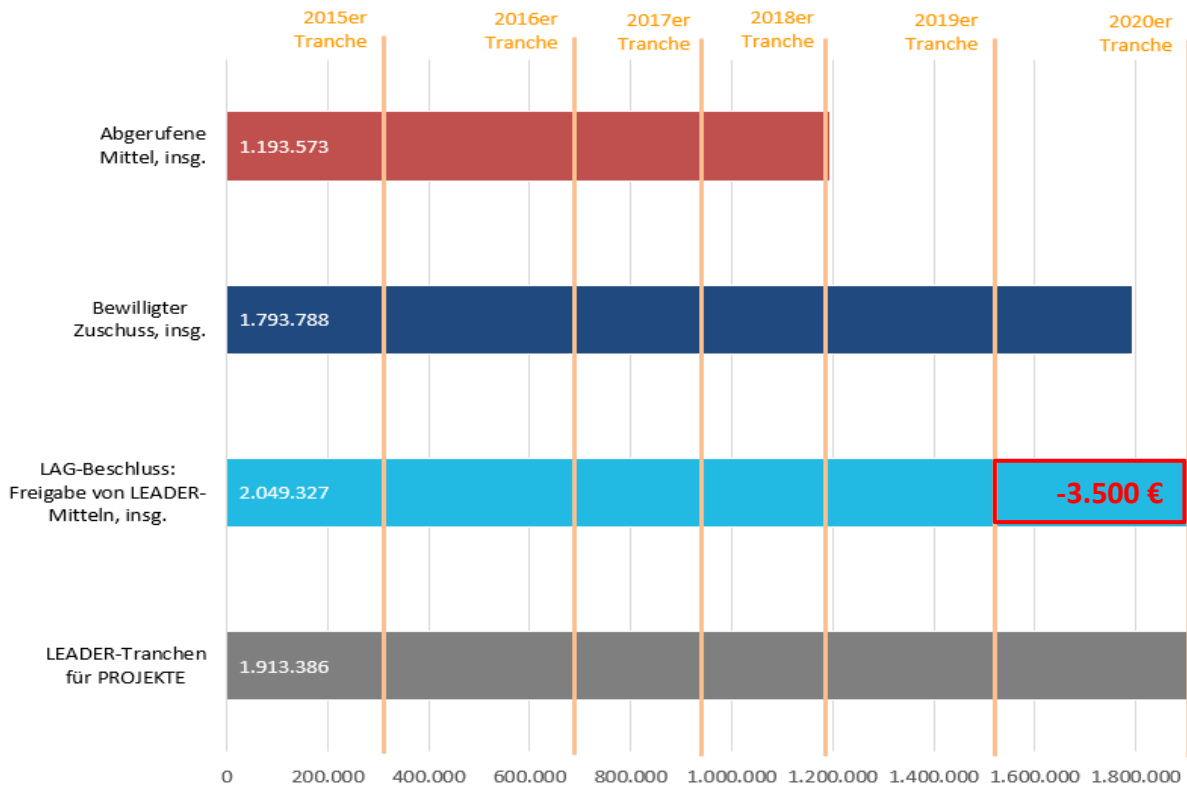 2015er
Tranche
2016er
Tranche
2017er
Tranche
2018er
Tranche
2019er
Tranche
2020er
Tranche
Abgerufene
Mittel, insg.
1.193.573
Bewilligter
Zuschuss, insg.
1.793.788
LAG-Beschluss:
Freigabe von LEADER-
Mitteln, insg.
2.049.327
-3.500 €
LEADER-Tranchen
für PROJEKTE
1.913.386
0 200.000 400.000 600.000 800.000 1.000.000 1.200.000 1.400.000 1.600.000 1.800.000